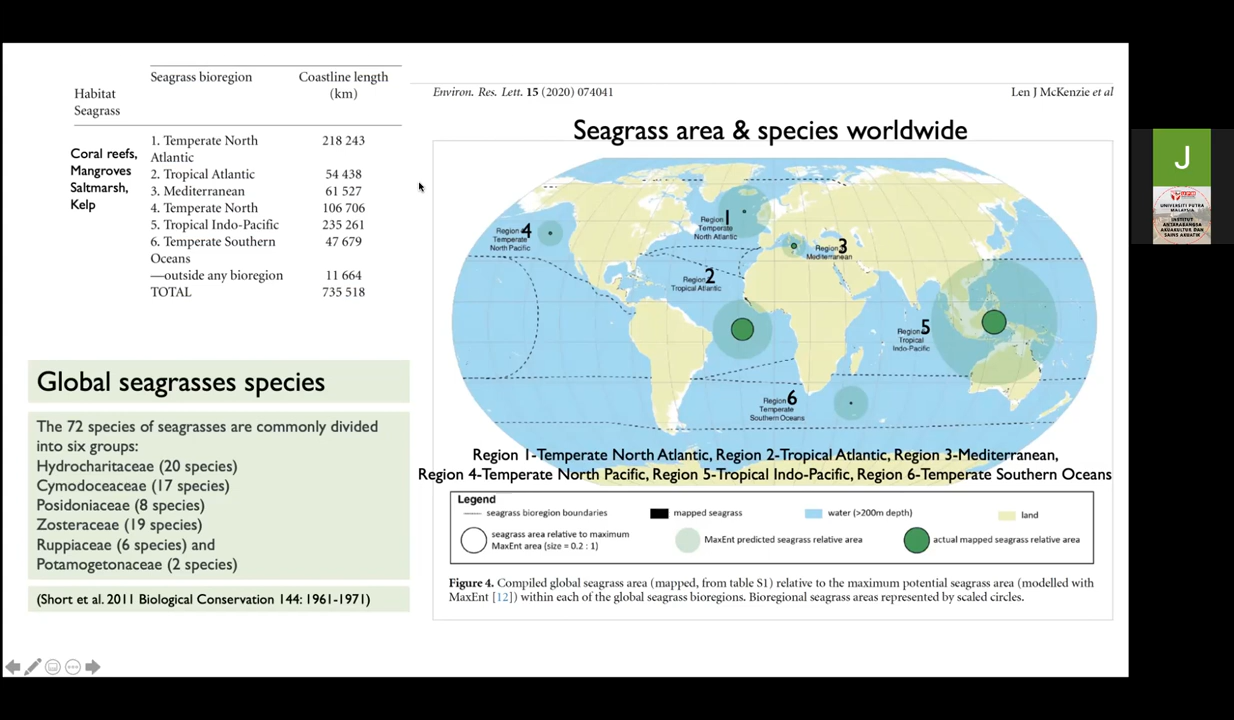 Seagrass bioregion Coastline length
(km)
Habitat
Seagrass
1. Temperate North 218 243
Atlantic
2. Tropical Atlantic 54 438
3. Mediterranean 61 527
4. Temperate North 106 706
5. Tropical Indo-Pacific 235 261
6. Temperate Southern 47 679
Oceans
—outside any bioregion 11 664
TOTAL 735 518
Coral reefs,
Mangroves
Saltmarsh,
Kelp
Global seagrasses species
The 72 species of seagrasses are commonly divided
into six groups:
Hydrocharitaceae (20 species)
Cymodoceaceae (17 species)
Posidoniaceae (8 species)
Zosteraceae (19 species)
Ruppiaceae (6 species) and
Potamogetonaceae (2 species)
(Short et al. 2011 Biological Conservation 144: 1961-1971)
Environ. Res. Lett. 15 (2020) 074041 Len J McKenzie et al
Seagrass area & species worldwide
Region 1
Temperate
North Atlantic
Region 2
Tropical Atlantic
Region 3
Mediterranean
Region 4
Temperate
North Pacific
Region 5
Tropical
Indo-Pacific
Region 6
Temperate
Southern Oceans
Region 1-Temperate North Atlantic, Region 2-Tropical Atlantic, Region 3-Mediterranean,
Region 4-Temperate North Pacific, Region 5-Tropical Indo-Pacific, Region 6-Temperate Southern Oceans
Legend
seagrass bioregion boundaries mapped seagrass water (>200m depth) land
seagrass area relative to maximum
MaxEnt area (size = 0.2 : 1)
MaxEnt predicted seagrass relative area actual mapped seagrass relative area
Figure 4. Compiled global seagrass area (mapped, from table S1) relative to the maximum potential seagrass area (modelled with
MaxEnt [12]) within each of the global seagrass bioregions. Bioregional seagrass areas represented by scaled circles.
J
UNIVERSITI PUTRA
MALAYSIA
INSTITUT
ANTARABANGSA
AKUAKULTUR DAN
SAINS AKUATIK